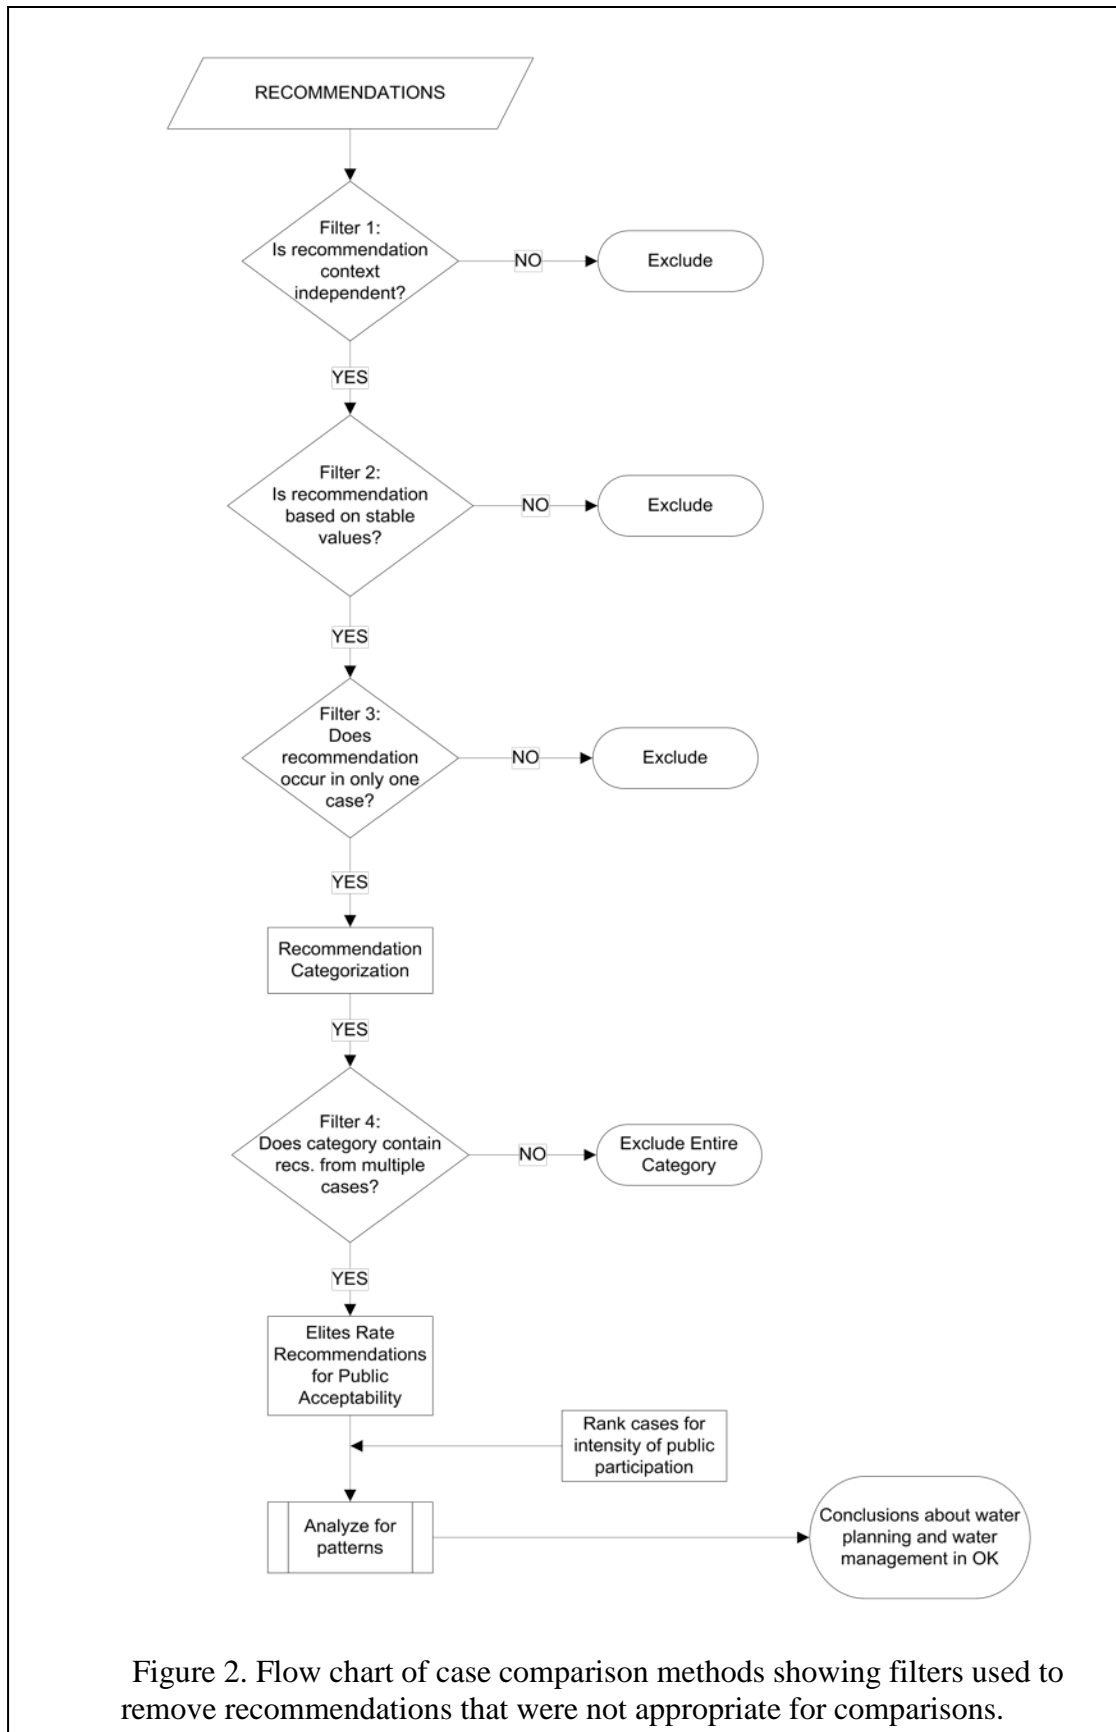 RECOMMENDATIONS
Filter 1:
Is recommendation
context
independent?
NO
Exclude
YES
Filter 2:
Is recommendation
based on stable
values?
NO
Exclude
YES
Filter 3:
Does
recommendation
occur in only one
case?
NO
Exclude
YES
Recommendation
Categorization
YES
Filter 4:
Does category contain
recs. from multiple
cases?
NO
Exclude Entire
Category
YES
Elites Rate
Recommendations
for Public
Acceptability
Rank cases for
intensity of public
participation
Analyze for
patterns
Conclusions about water
planning and water
management in OK
Figure 2. Flow chart of case comparison methods showing filters used to
remove recommendations that were not appropriate for comparisons.